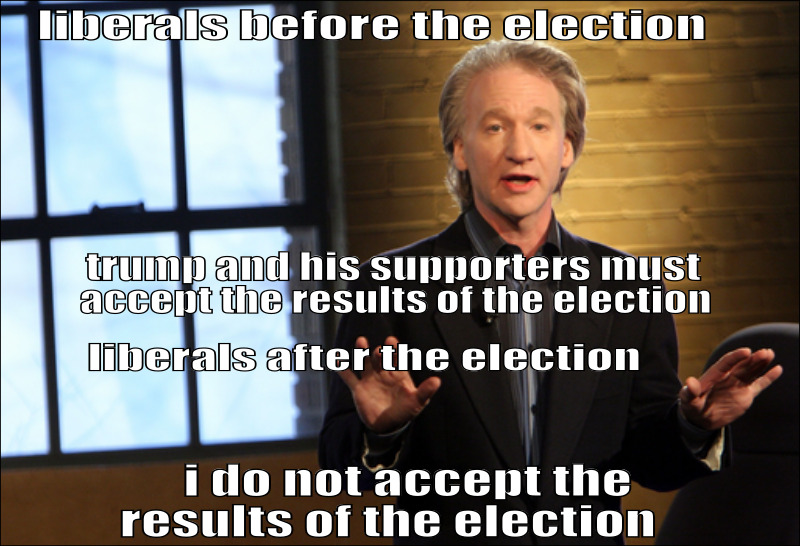 liberals before the election
trump and his supporters must
accept the results of the election
liberals after the election
i do not accept the
results of the election